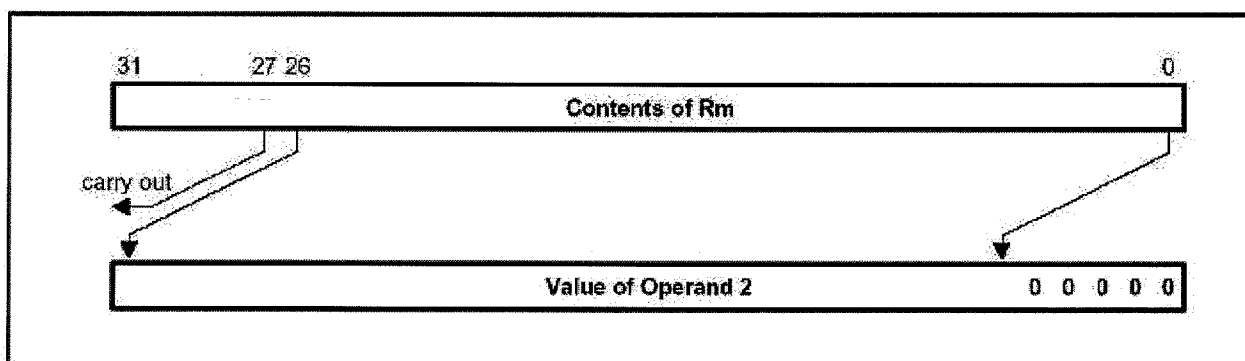 31 27 26 0
Contents of Rm
carry out
Value of Operand 2 0 0 0 0 0